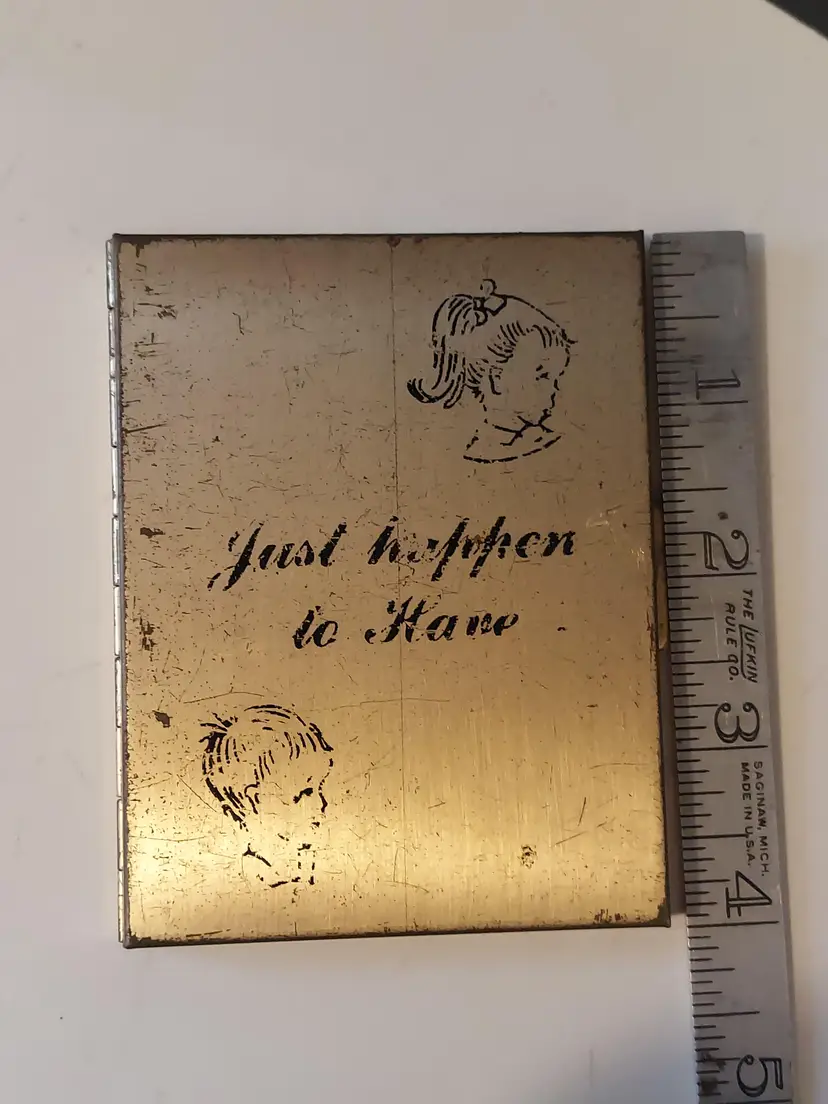 Just happen
to Have
1
2
THE LUFKIN
RULE CO.
3
SAGINAW, MICH.
MADE IN U.S.A.
4
5